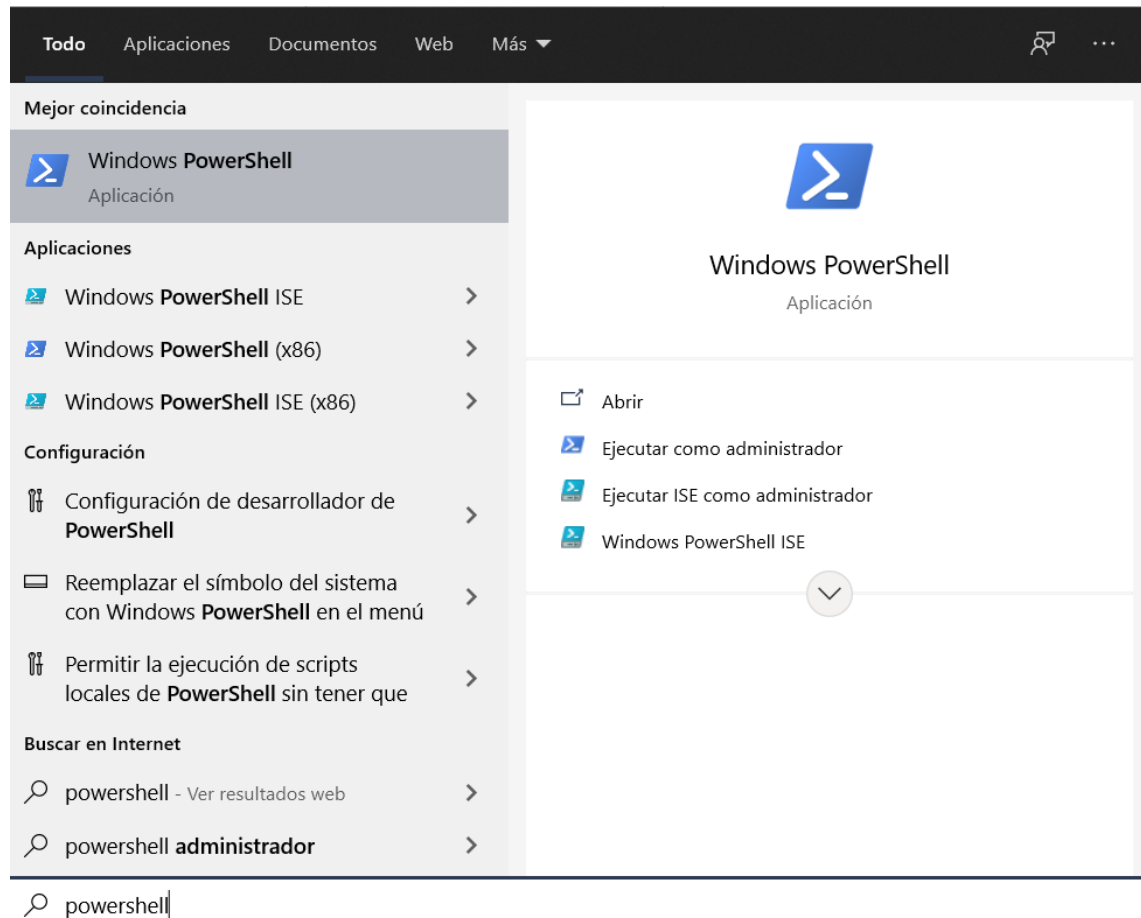 Todo Aplicaciones Documentos Web Más
Mejor coincidencia
Windows PowerShell
Aplicación
Aplicaciones
Windows PowerShell ISE
Windows PowerShell (x86)
Windows PowerShell ISE (x86)
Configuración
Configuración de desarrollador de
PowerShell
Reemplazar el símbolo del sistema
con Windows PowerShell en el menú
Permitir la ejecución de scripts
locales de PowerShell sin tener que
Buscar en Internet
powershell - Ver resultados web
powershell administrador
Windows PowerShell
Aplicación
Abrir
Ejecutar como administrador
Ejecutar ISE como administrador
Windows PowerShell ISE
powershell